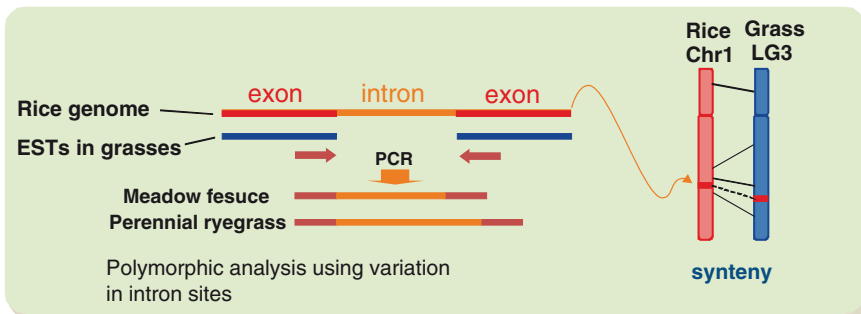 exon intron exon
Rice genome
ESTs in grasses
PCR
Meadow fesuce
Perennial ryegrass
Polymorphic analysis using variation
in intron sites
Rice Grass
Chr1 LG3
synteny